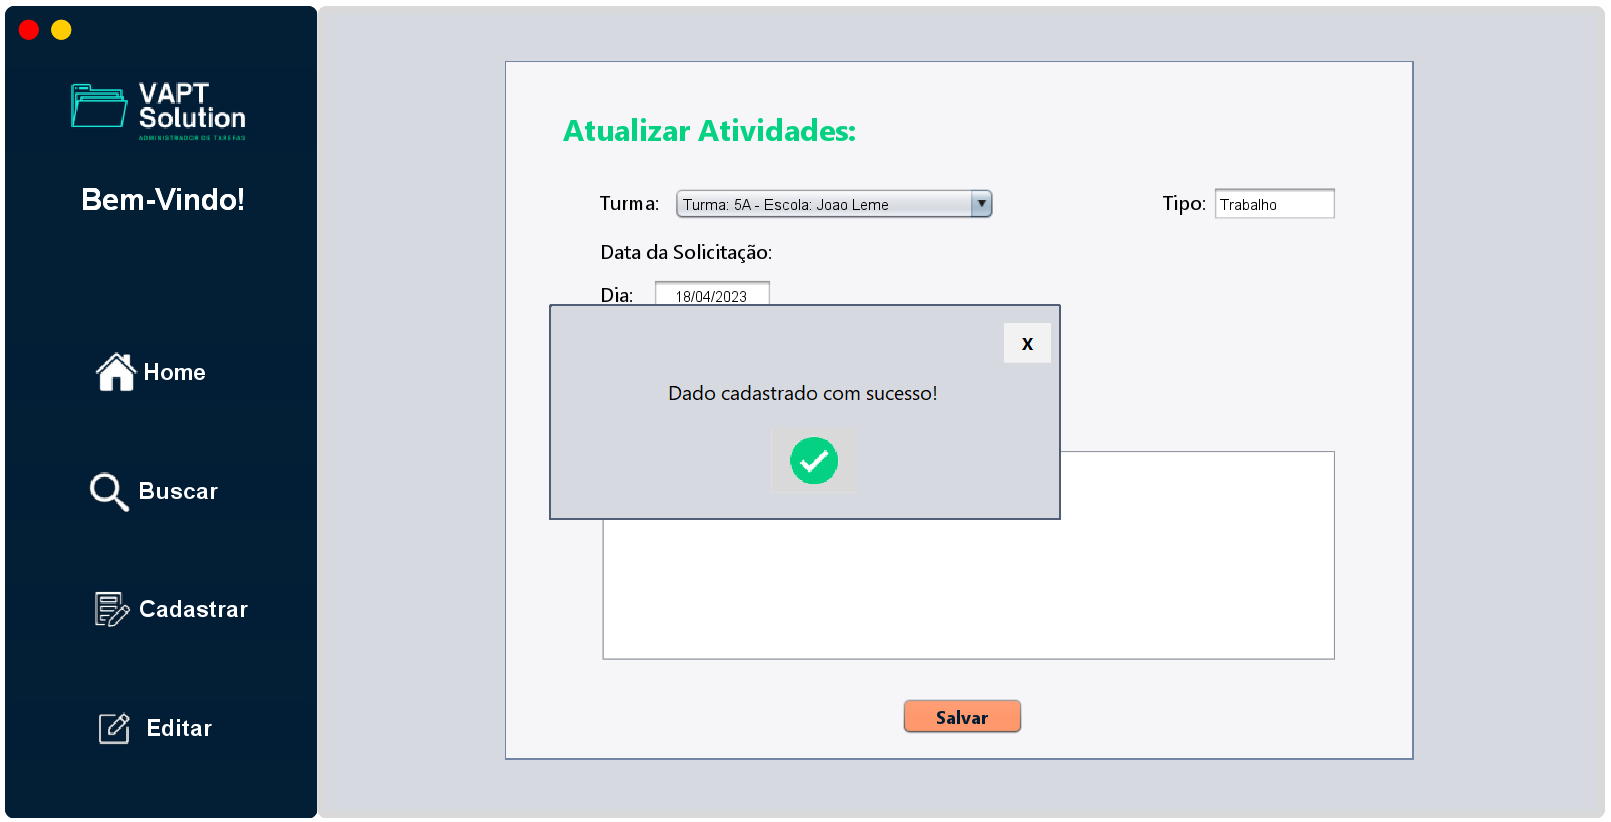 VAPT
Solution
ADMINISTRADOR DE TAREFAS
Bem-Vindo!
Home
Buscar
Cadastrar
Editar
Atualizar Atividades:
Turma: Turma: 5A - Escola: Joao Leme
Tipo: Trabalho
Data da Solicitação:
Dia: 18/04/2023
X
Dado cadastrado com sucesso!
Salvar